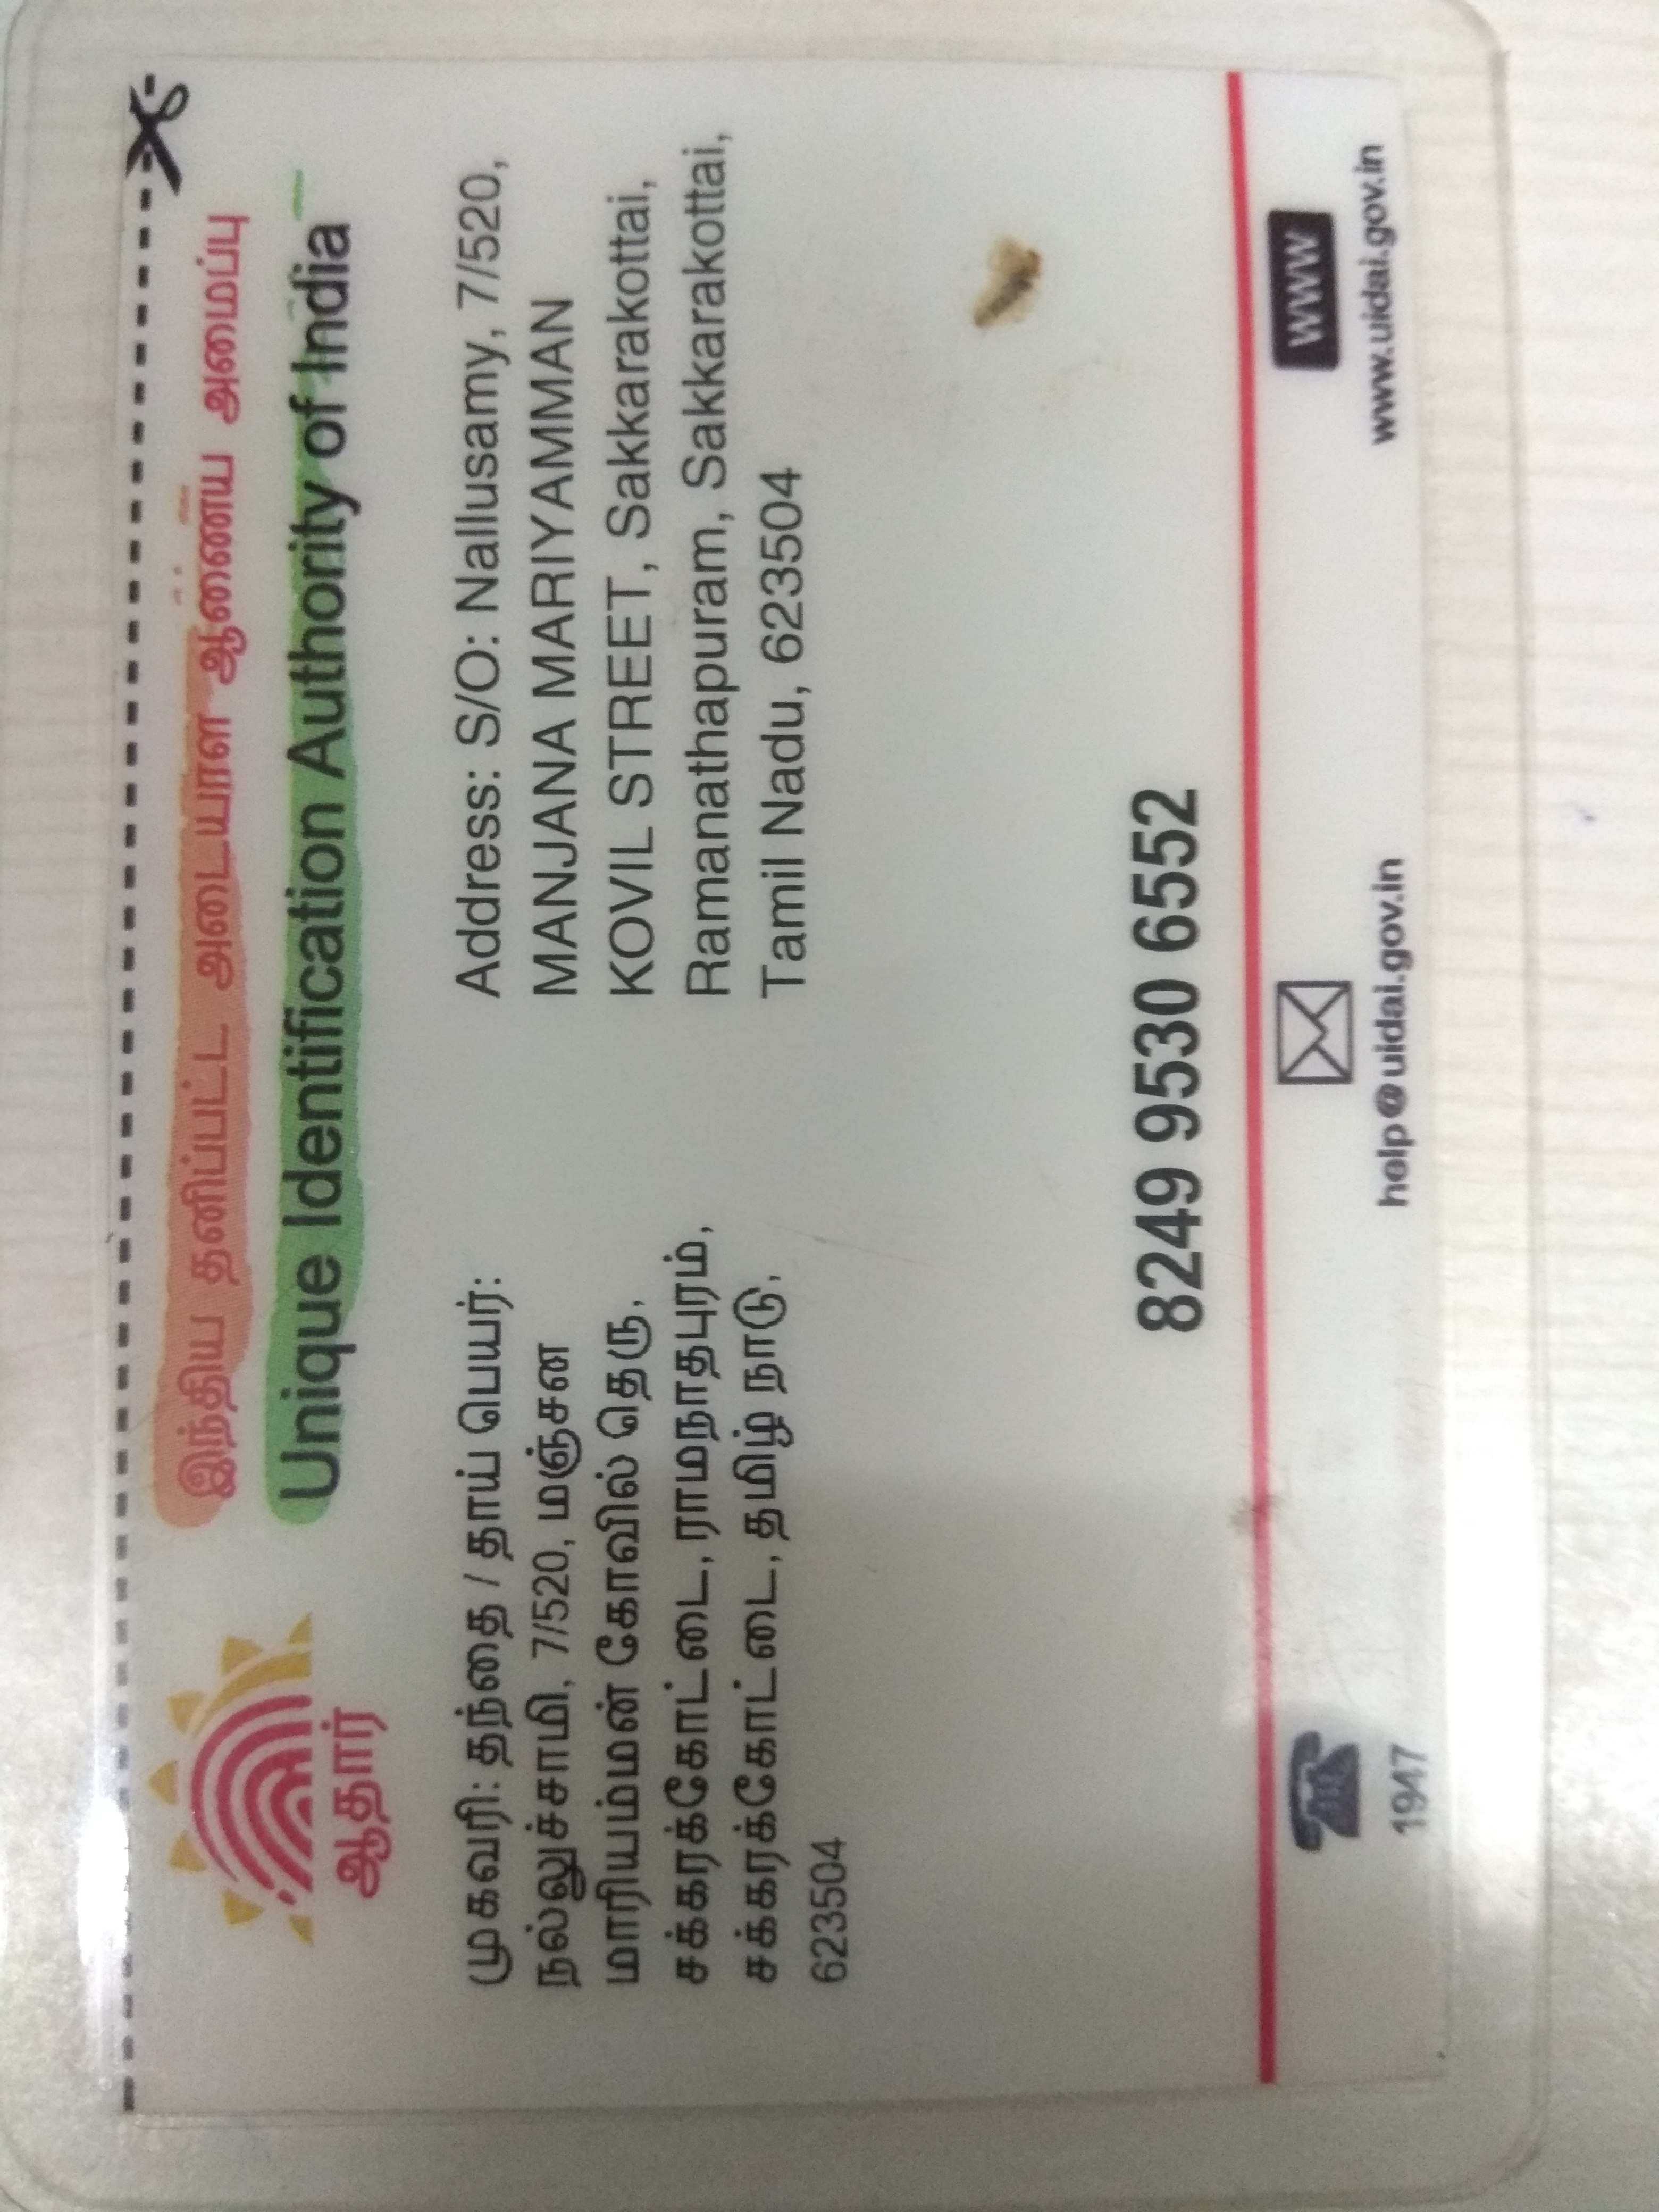 இந்திய தனிப்பட்ட அடையாள ஆணைய அமைப்பு
Unique Identification Authority of India
ஆதார்
முகவரி: தந்தை / தாய் பெயர்:
நல்லுச்சாமி, 7/520, மஞ்சன
மாரியம்மன் கோவில் தெரு,
சக்கரக்கோட்டை, ராமநாதபுரம்,
சக்கரக்கோட்டை, தமிழ் நாடு,
623504
Address: S/O: Nallusamy, 7/520,
MANJANA MARIYAMMAN
KOVIL STREET, Sakkarakottai,
Ramanathapuram, Sakkarakottai,
Tamil Nadu, 623504
8249 9530 6552
1947
help@uidai.gov.in
WWW
www.uidai.gov.in